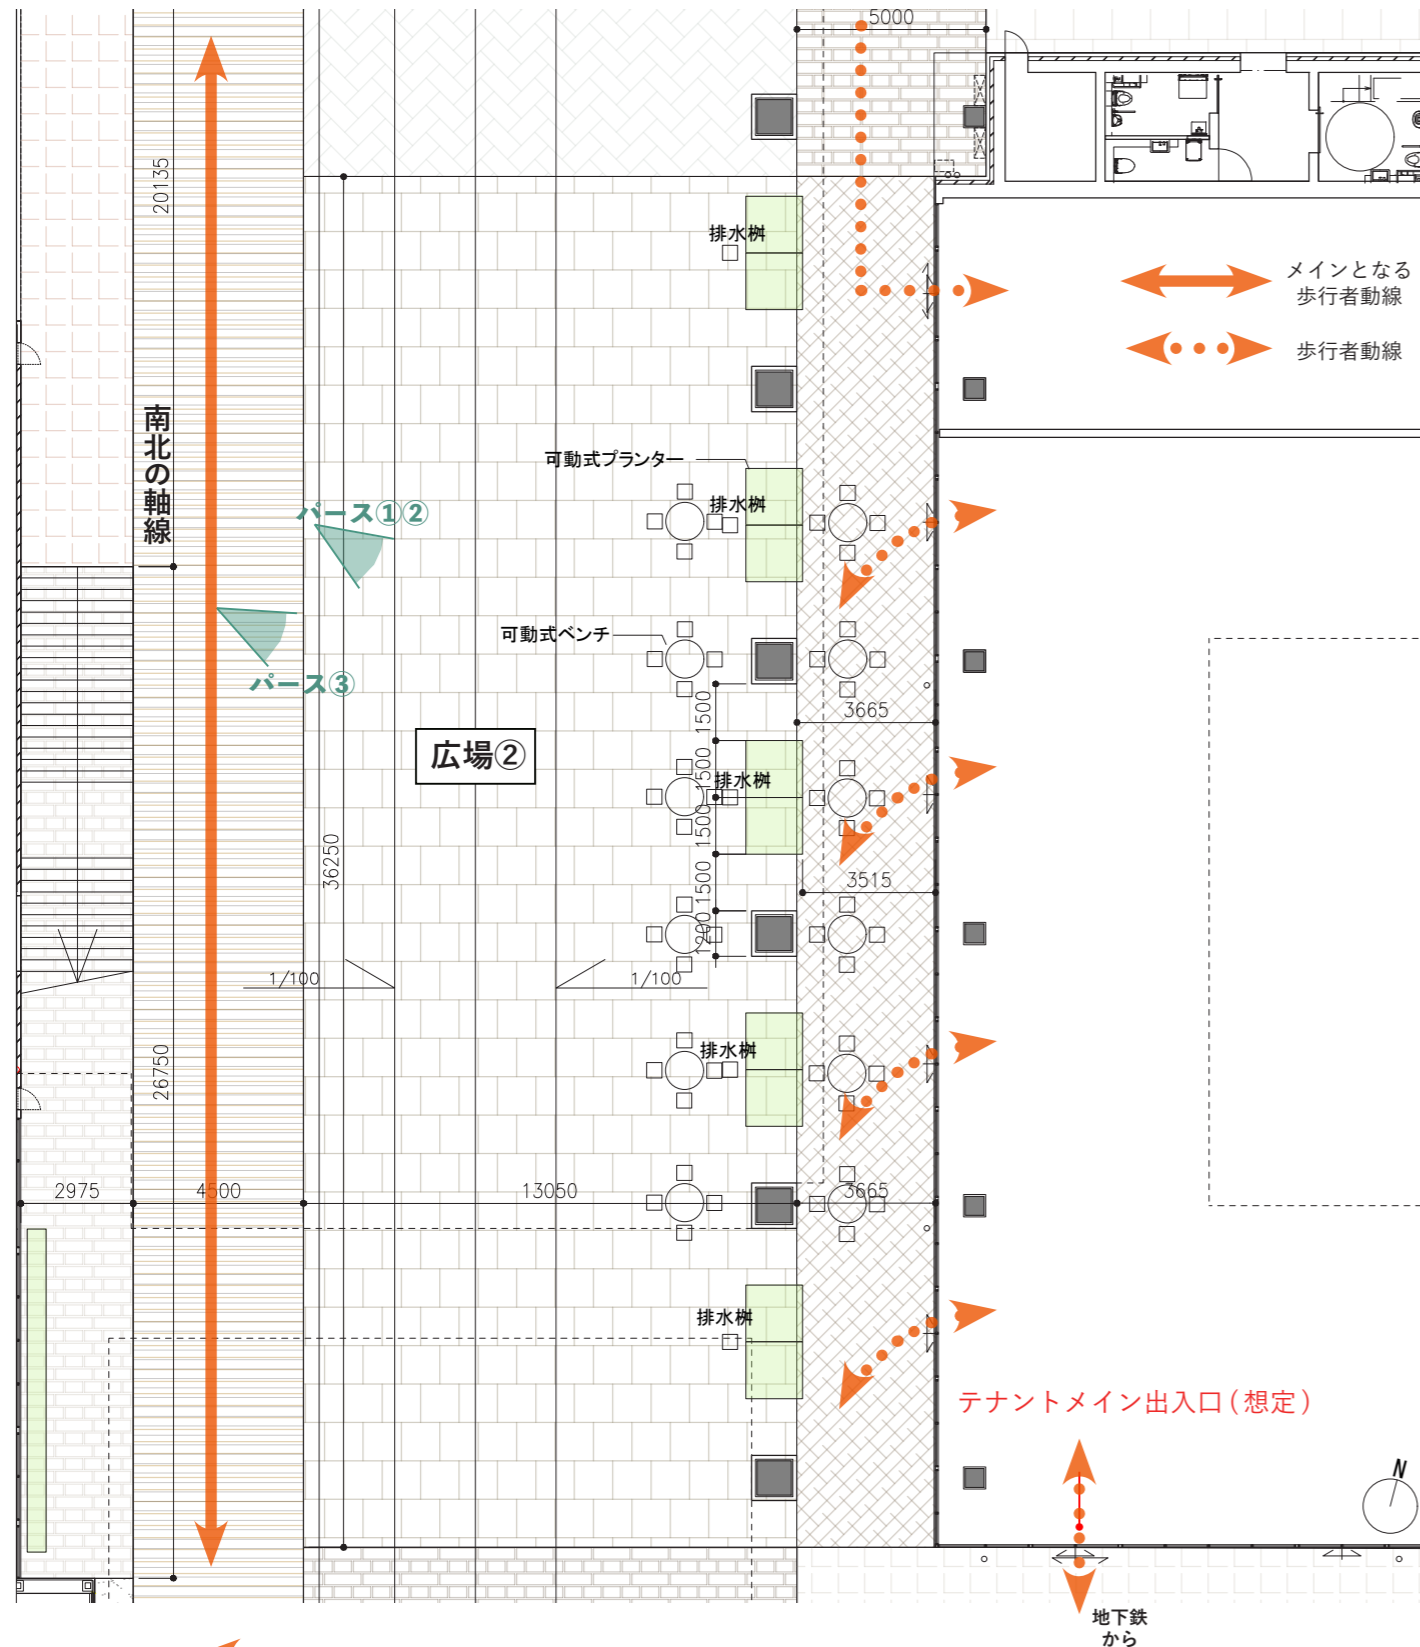 5000
20135
排水桝
メインとなる
歩行者動線
歩行者動線
南北の軸線
可動式プランター
排水桝
パース①②
可動式ベンチ
パース③
1500
3665
広場②
1500
排水桝
1500
36250
1500
3515
1200
1/100
1/100
26750
排水桝
2975
4500
13050
3665
排水桝
テナントメイン出入口(想定)
N
地下鉄
から